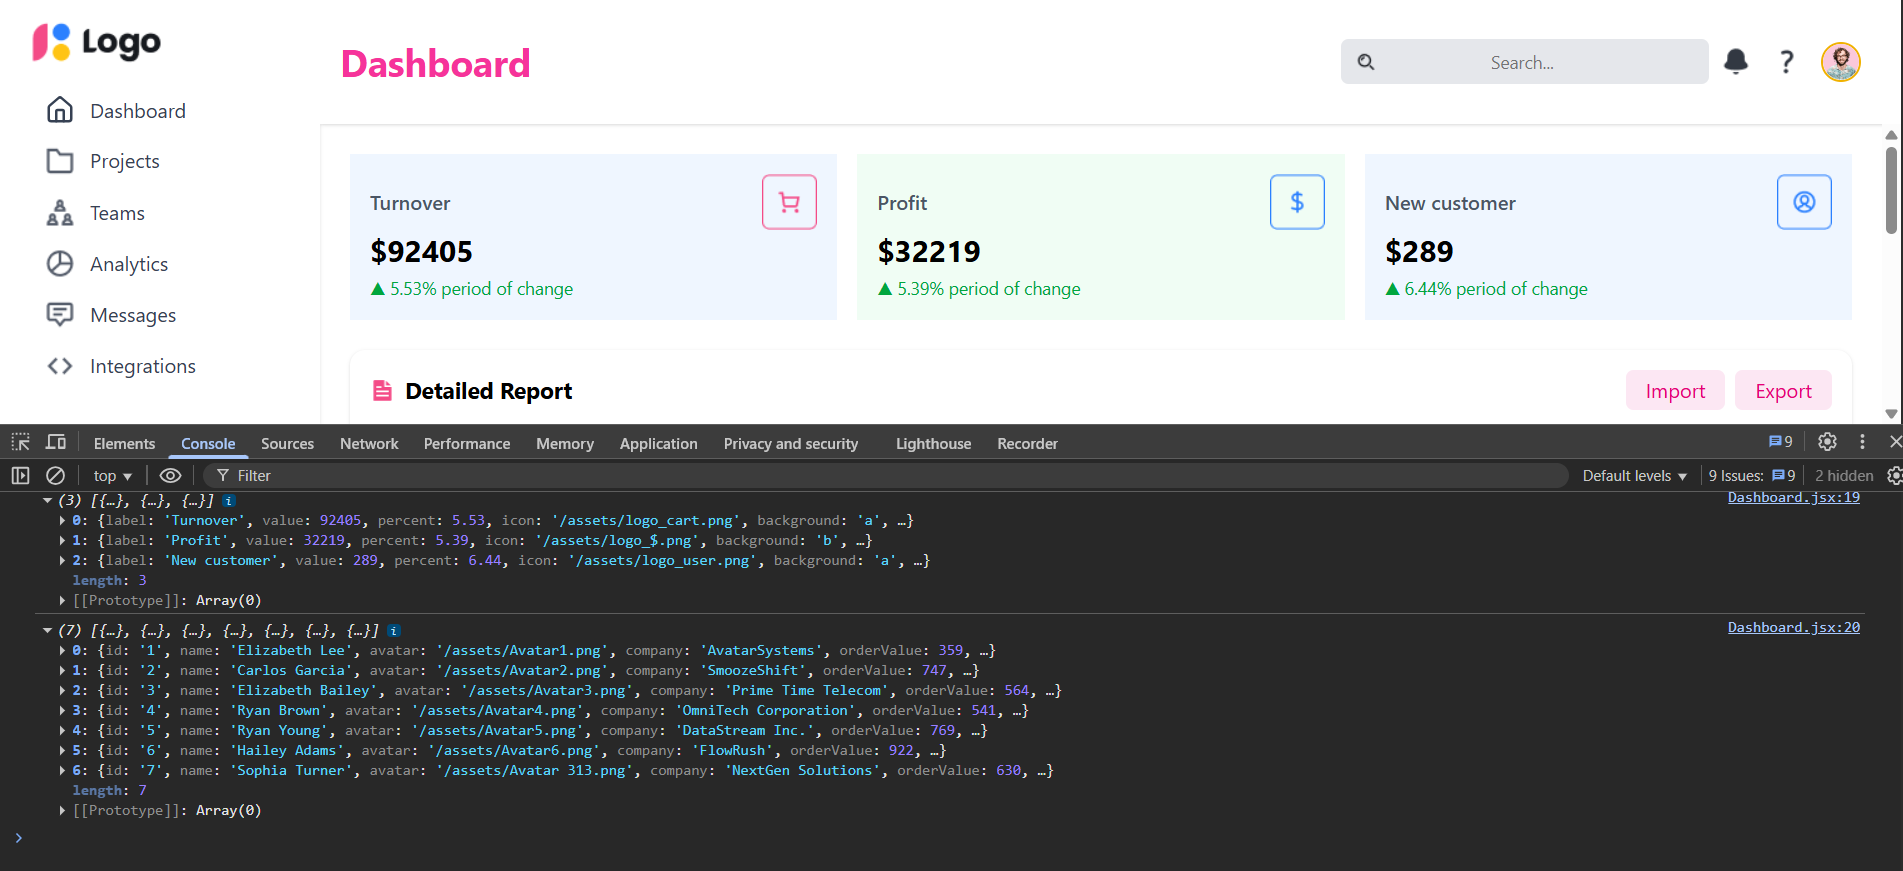 Logo
Dashboard
Search...
?
Dashboard
Projects
Teams
Analytics
Messages
Integrations
Turnover
$92405
▲ 5.53% period of change
Profit
$
$32219
▲ 5.39% period of change
New customer
$289
▲ 6.44% period of change
Detailed Report
Import
Export
Elements Console Sources Network Performance Memory Application Privacy and security Lighthouse Recorder 9
top Filter Default levels 9 Issues: 9 2 hidden
(3) [{…}, {…}, {…}] i Dashboard.jsx:19
0: {label: 'Turnover', value: 92405, percent: 5.53, icon: '/assets/logo_cart.png', background: 'a', …}
1: {label: 'Profit', value: 32219, percent: 5.39, icon: '/assets/logo_$.png', background: 'b', …}
2: {label: 'New customer', value: 289, percent: 6.44, icon: '/assets/logo_user.png', background: 'a', …}
length: 3
[[Prototype]]: Array(0)
(7) [{…}, {…}, {…}, {…}, {…}, {…}, {…}] i Dashboard.jsx:20
0: {id: '1', name: 'Elizabeth Lee', avatar: '/assets/Avatar1.png', company: 'AvatarSystems', orderValue: 359, …}
1: {id: '2', name: 'Carlos Garcia', avatar: '/assets/Avatar2.png', company: 'SmoozeShift', orderValue: 747, …}
2: {id: '3', name: 'Elizabeth Bailey', avatar: '/assets/Avatar3.png', company: 'Prime Time Telecom', orderValue: 564, …}
3: {id: '4', name: 'Ryan Brown', avatar: '/assets/Avatar4.png', company: 'OmniTech Corporation', orderValue: 541, …}
4: {id: '5', name: 'Ryan Young', avatar: '/assets/Avatar5.png', company: 'DataStream Inc.', orderValue: 769, …}
5: {id: '6', name: 'Hailey Adams', avatar: '/assets/Avatar6.png', company: 'FlowRush', orderValue: 922, …}
6: {id: '7', name: 'Sophia Turner', avatar: '/assets/Avatar 313.png', company: 'NextGen Solutions', orderValue: 630, …}
length: 7
[[Prototype]]: Array(0)